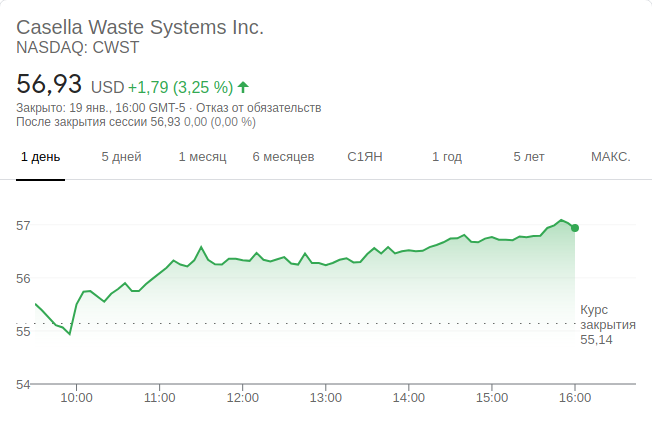 Casella Waste Systems Inc.
NASDAQ: CWST
56,93 USD +1,79 (3,25 %)
Закрыто: 19 янв., 16:00 GMT-5 · Отказ от обязательств
После закрытия сессии 56,93 0,00 (0,00 %)
1 день 5 дней 1 месяц 6 месяцев С1ЯН 1 год 5 лет МАКС.
57
56
55
54
Курс
закрытия
55,14
10:00 11:00 12:00 13:00 14:00 15:00 16:00